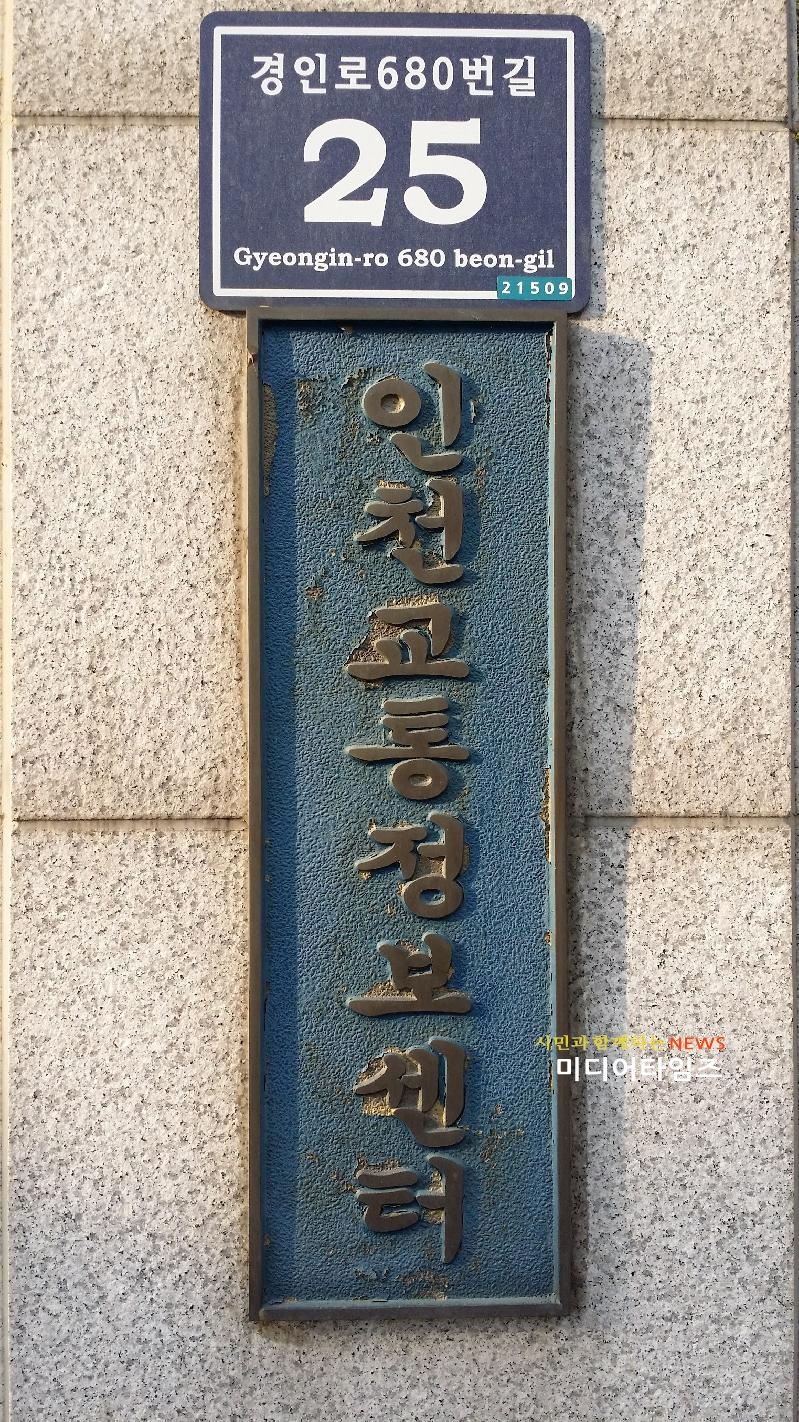 경인로680번길
25
Gyeongin-ro 680 beon-gil
21509
인천교통정보센터
시민과 함께하는 NEWS
미디어타임즈